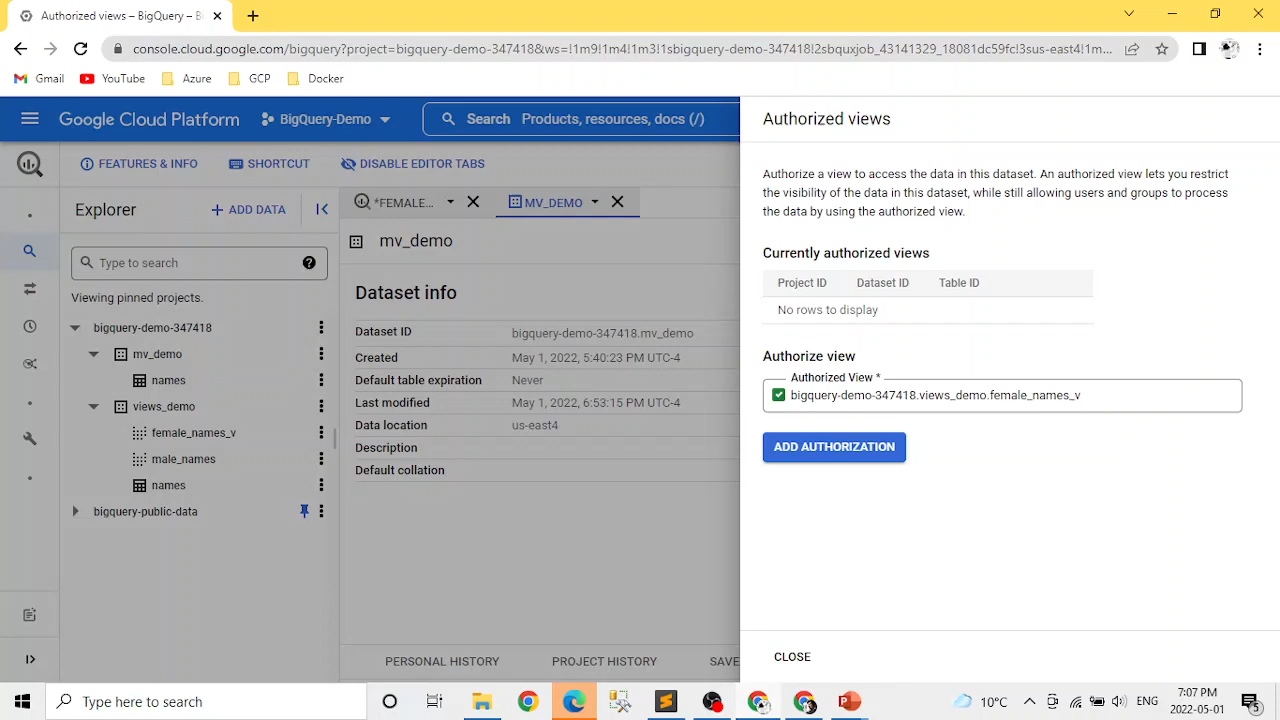 Authorized views – BigQuery – B
console.cloud.google.com/bigquery?project=bigquery-demo-347418&ws=!1m9!1m4!1m3!1sbigquery-demo-347418!2sbquxjob_43141329_18081dc59fc!3sus-east4!1m...
Gmail YouTube Azure GCP Docker
Google Cloud Platform BigQuery-Demo Search Products, resources, docs (/)
FEATURES & INFO SHORTCUT DISABLE EDITOR TABS
Explorer + ADD DATA
Type to search
Viewing pinned projects.
bigquery-demo-347418
mv_demo
names
views_demo
female_names_v
male_names
names
bigquery-public-data
*FEMALE... MV_DEMO
mv_demo
Dataset info
Dataset ID bigquery-demo-347418.mv_demo
Created May 1, 2022, 5:40:23 PM UTC-4
Default table expiration Never
Last modified May 1, 2022, 6:53:15 PM UTC-4
Data location us-east4
Description
Default collation
PERSONAL HISTORY PROJECT HISTORY SAVE
Authorized views
Authorize a view to access the data in this dataset. An authorized view lets you restrict
the visibility of the data in this dataset, while still allowing users and groups to process
the data by using the authorized view.
Currently authorized views
Project ID Dataset ID Table ID
No rows to display
Authorize view
Authorized View *
bigquery-demo-347418.views_demo.female_names_v
ADD AUTHORIZATION
CLOSE
Type here to search
10°C ENG 7:07 PM
2022-05-01
5